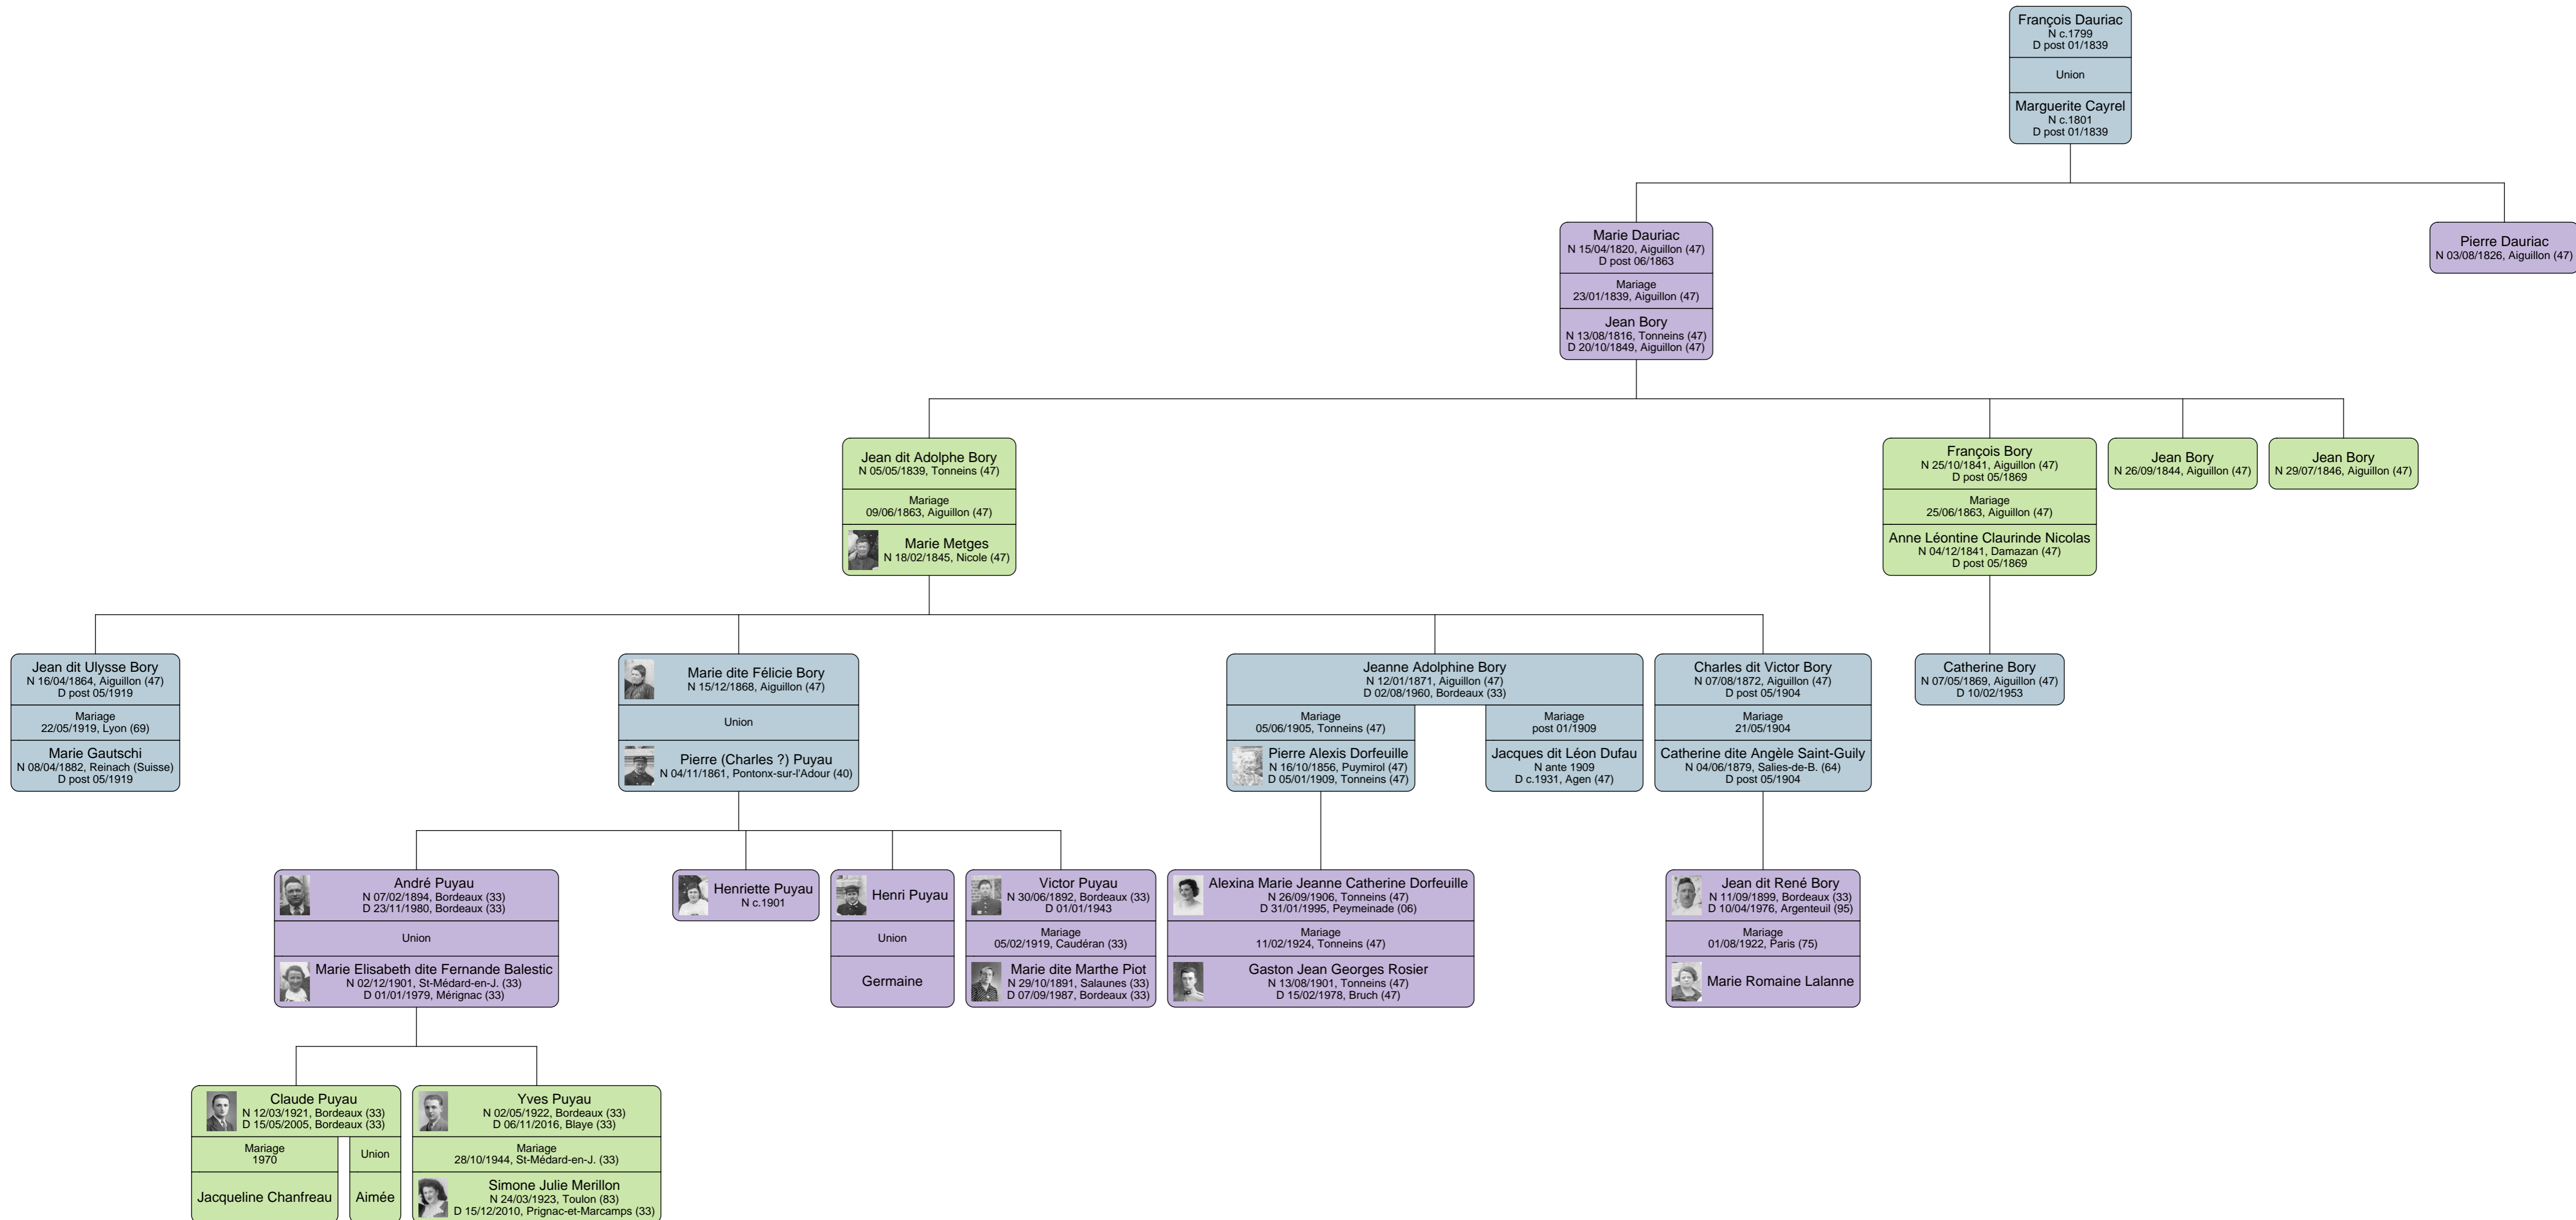 François Dauriac
N c.1799
D post 01/1839
Union
Marguerite Cayrel
N c.1801
D post 01/1839
Marie Dauriac
N 15/04/1820, Aiguillon (47)
D post 06/1863
Mariage
23/01/1839, Aiguillon (47)
Jean Bory
N 13/08/1816, Tonneins (47)
D 20/10/1849, Aiguillon (47)
Pierre Dauriac
N 03/08/1826, Aiguillon (47)
Jean dit Adolphe Bory
N 05/05/1839, Tonneins (47)
Mariage
09/06/1863, Aiguillon (47)
Marie Metges
N 18/02/1845, Nicole (47)
François Bory
N 25/10/1841, Aiguillon (47)
D post 05/1869
Mariage
25/06/1863, Aiguillon (47)
Anne Léontine Claurinde Nicolas
N 04/12/1841, Damazan (47)
D post 05/1869
Jean Bory
N 26/09/1844, Aiguillon (47)
Jean Bory
N 29/07/1846, Aiguillon (47)
Jean dit Ulysse Bory
N 16/04/1864, Aiguillon (47)
D post 05/1919
Mariage
22/05/1919, Lyon (69)
Marie Gautschi
N 08/04/1882, Reinach (Suisse)
D post 05/1919
Marie dite Félicie Bory
N 15/12/1868, Aiguillon (47)
Union
Pierre (Charles ?) Puyau
N 04/11/1861, Pontonx-sur-l'Adour (40)
Jeanne Adolphine Bory
N 12/01/1871, Aiguillon (47)
D 02/08/1960, Bordeaux (33)
Mariage
05/06/1905, Tonneins (47)
Pierre Alexis Dorfeuille
N 16/10/1856, Puymirol (47)
D 05/01/1909, Tonneins (47)
Mariage
post 01/1909
Jacques dit Léon Dufau
N ante 1909
D c.1931, Agen (47)
Charles dit Victor Bory
N 07/08/1872, Aiguillon (47)
D post 05/1904
Mariage
21/05/1904
Catherine dite Angèle Saint-Guily
N 04/06/1879, Salies-de-B. (64)
D post 05/1904
Catherine Bory
N 07/05/1869, Aiguillon (47)
D 10/02/1953
André Puyau
N 07/02/1894, Bordeaux (33)
D 23/11/1980, Bordeaux (33)
Union
Marie Elisabeth dite Fernande Balestic
N 02/12/1901, St-Médard-en-J. (33)
D 01/01/1979, Mérignac (33)
Henriette Puyau
N c.1901
Henri Puyau
Union
Germaine
Victor Puyau
N 30/06/1892, Bordeaux (33)
D 01/01/1943
Mariage
05/02/1919, Caudéran (33)
Marie dite Marthe Piot
N 29/10/1891, Salaunes (33)
D 07/09/1987, Bordeaux (33)
Alexina Marie Jeanne Catherine Dorfeuille
N 26/09/1906, Tonneins (47)
D 31/01/1995, Peymeinade (06)
Mariage
11/02/1924, Tonneins (47)
Gaston Jean Georges Rosier
N 13/08/1901, Tonneins (47)
D 15/02/1978, Bruch (47)
Jean dit René Bory
N 11/09/1899, Bordeaux (33)
D 10/04/1976, Argenteuil (95)
Mariage
01/08/1922, Paris (75)
Marie Romaine Lalanne
Claude Puyau
N 12/03/1921, Bordeaux (33)
D 15/05/2005, Bordeaux (33)
Mariage
1970
Jacqueline Chanfreau
Union
Aimée
Yves Puyau
N 02/05/1922, Bordeaux (33)
D 06/11/2016, Blaye (33)
Mariage
28/10/1944, St-Médard-en-J. (33)
Simone Julie Merillon
N 24/03/1923, Toulon (83)
D 15/12/2010, Prignac-et-Marcamps (33)